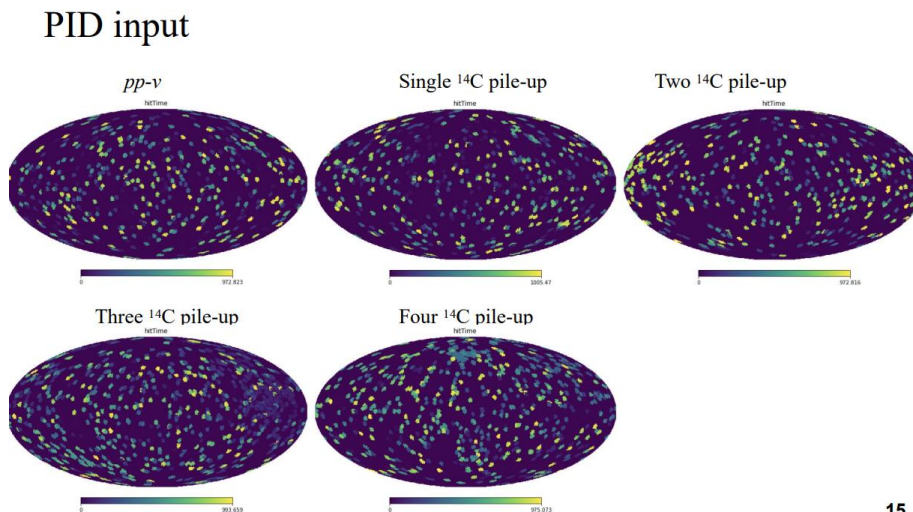 PID input
pp-ν Single ¹⁴C pile-up Two ¹⁴C pile-up
hitTime hitTime hitTime
0 972.823 0 1005.47 0 972.816
Three ¹⁴C pile-up Four ¹⁴C pile-up
hitTime hitTime
0 993.659 0 975.073
15